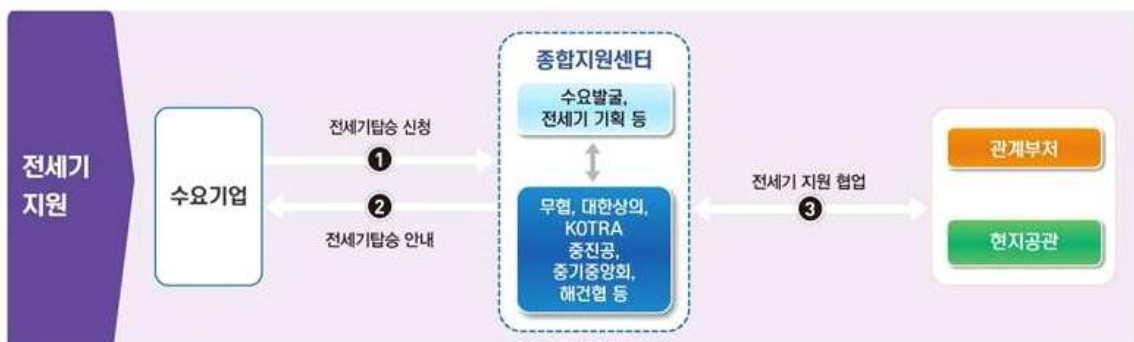 전세기
지원
수요기업
전세기탑승 신청
❶
❷
전세기탑승 안내
종합지원센터
수요발굴,
전세기 기획 등
무협, 대한상의,
KOTRA
중진공,
중기중앙회,
해건협 등
전세기 지원 협업
❸
관계부처
현지공관